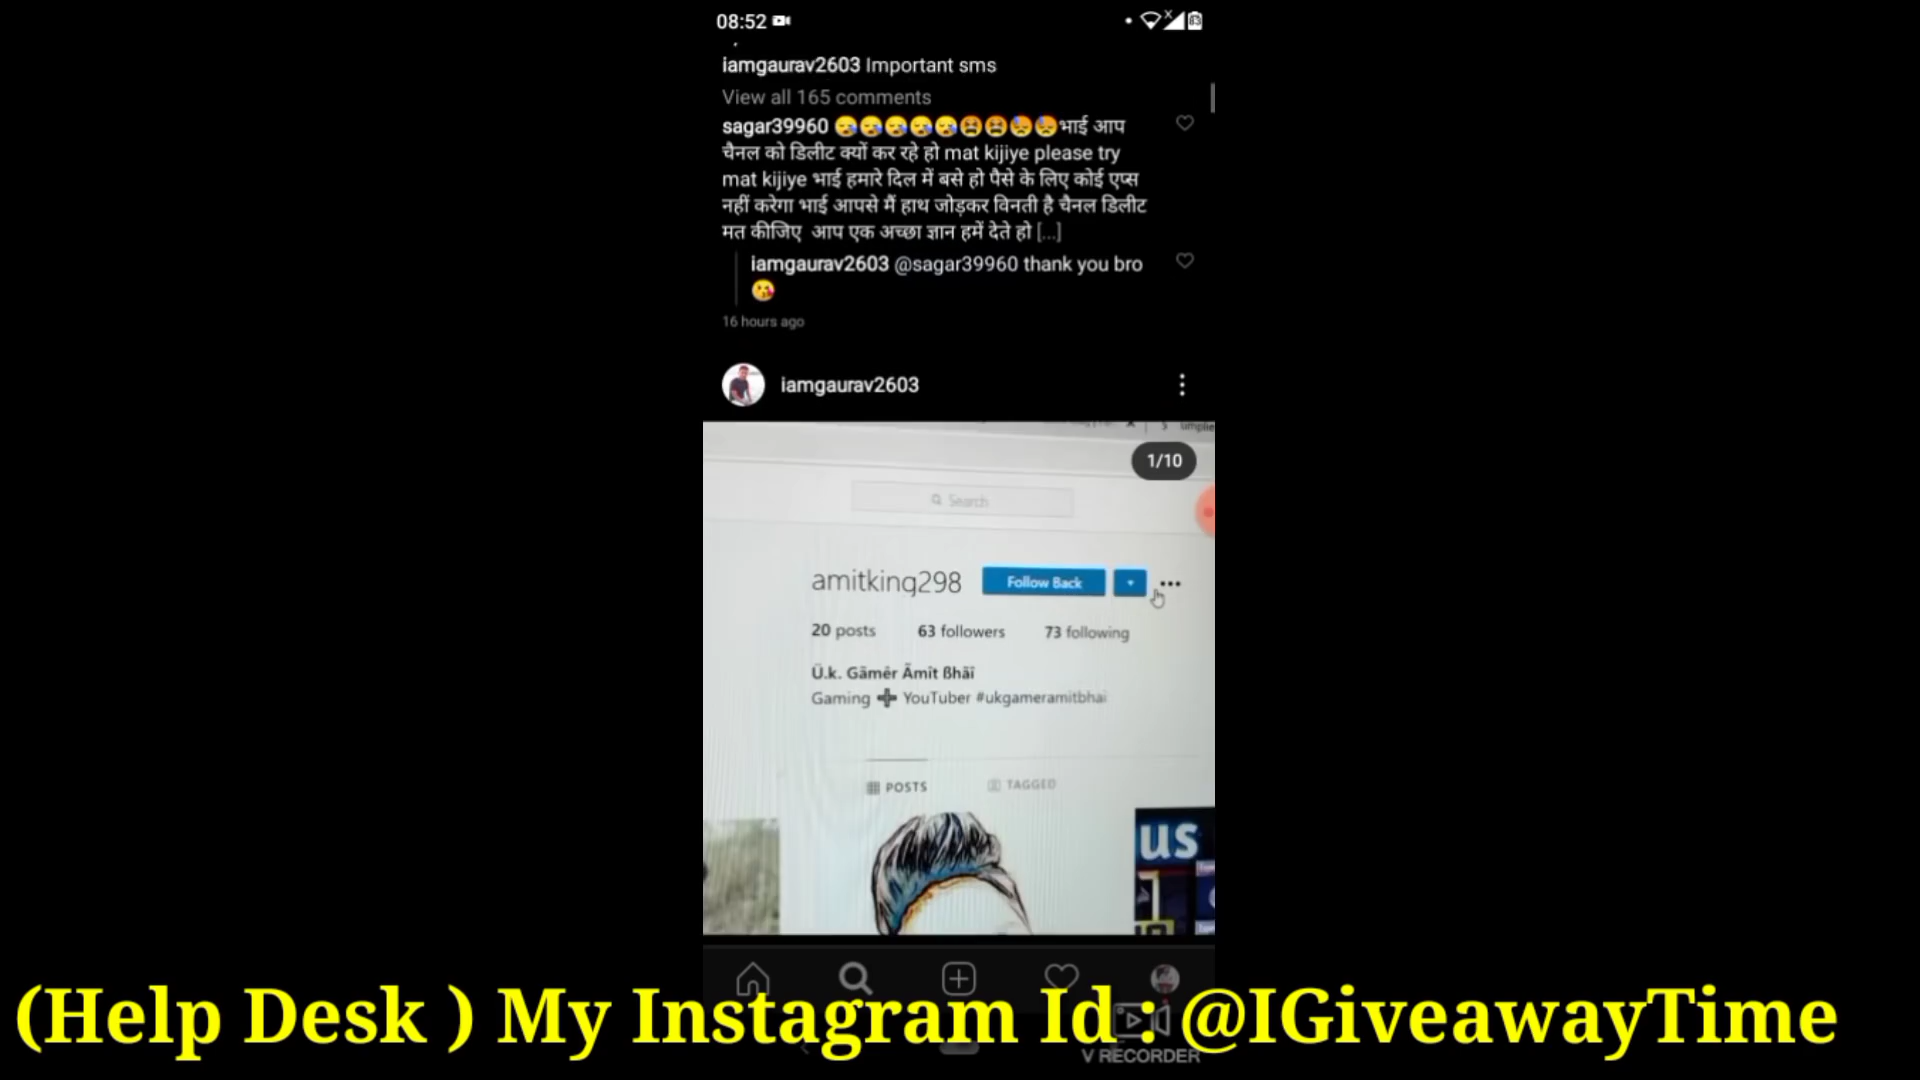 08:52
iamgaurav2603 Important sms
View all 165 comments
sagar39960 😪😪😪😪😪😫😫😓😓भाई आप
चैनल को डिलीट क्यों कर रहे हो mat kijiye please try
mat kijiye भाई हमारे दिल में बसे हो पैसे के लिए कोई एप्स
नहीं करेगा भाई आपसे मैं हाथ जोड़कर विनती है चैनल डिलीट
मत कीजिए आप एक अच्छा ज्ञान हमें देते हो [...]
iamgaurav2603 @sagar39960 thank you bro
😘
16 hours ago
iamgaurav2603
1/10
Search
amitking298 Follow Back
20 posts 63 followers 73 following
Ü.k. Gãmêr Ãmît ßhãî
Gaming ➕ YouTuber #ukgameramitbhai
POSTS TAGGED
us
(Help Desk ) My Instagram Id : @IGiveawayTime
V RECORDER